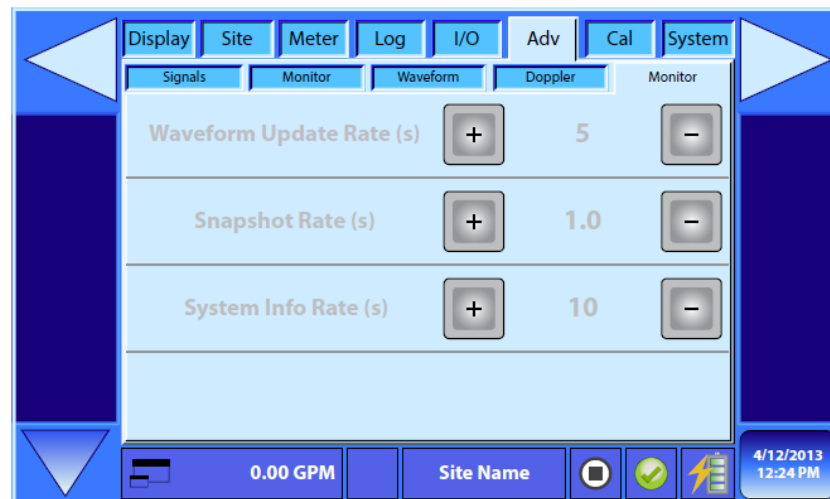 Display Site Meter Log I/O Adv Cal System
Signals Monitor Waveform Doppler Monitor
Waveform Update Rate (s) + 5 −
Snapshot Rate (s) + 1.0 −
System Info Rate (s) + 10 −
0.00 GPM Site Name
4/12/2013
12:24 PM